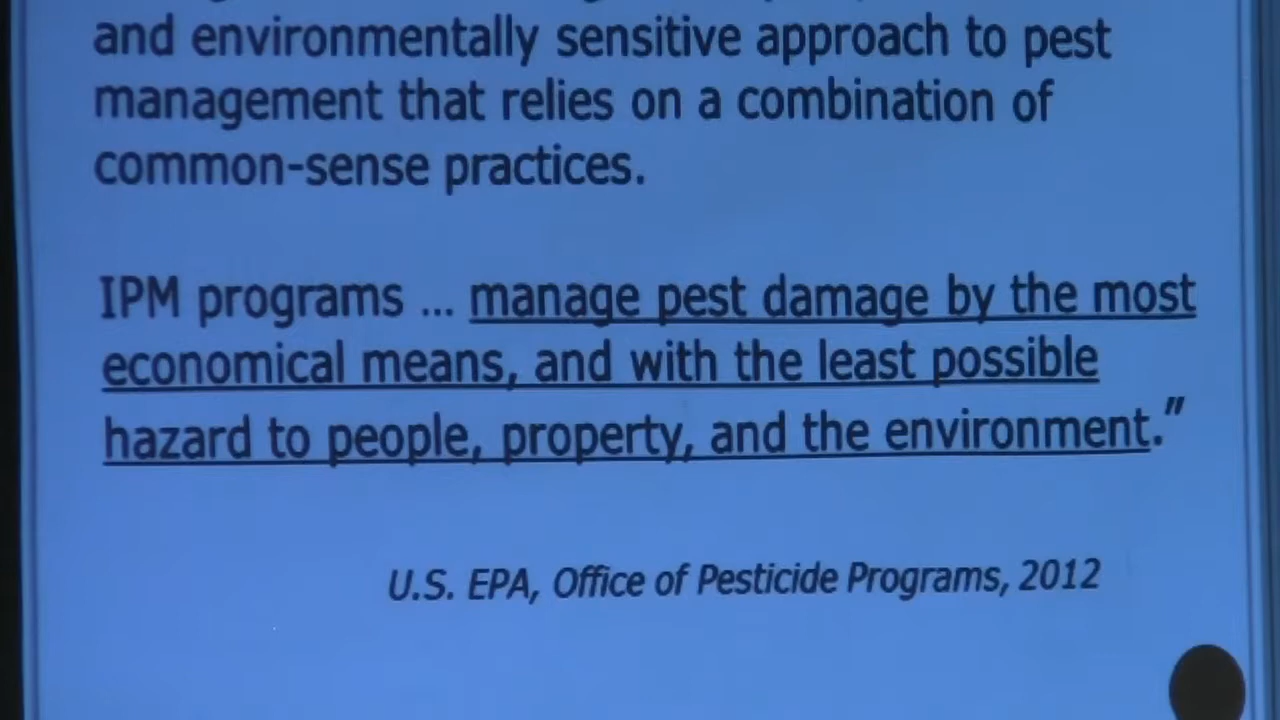 and environmentally sensitive approach to pest
management that relies on a combination of
common-sense practices.
IPM programs ... manage pest damage by the most
economical means, and with the least possible
hazard to people, property, and the environment."
U.S. EPA, Office of Pesticide Programs, 2012